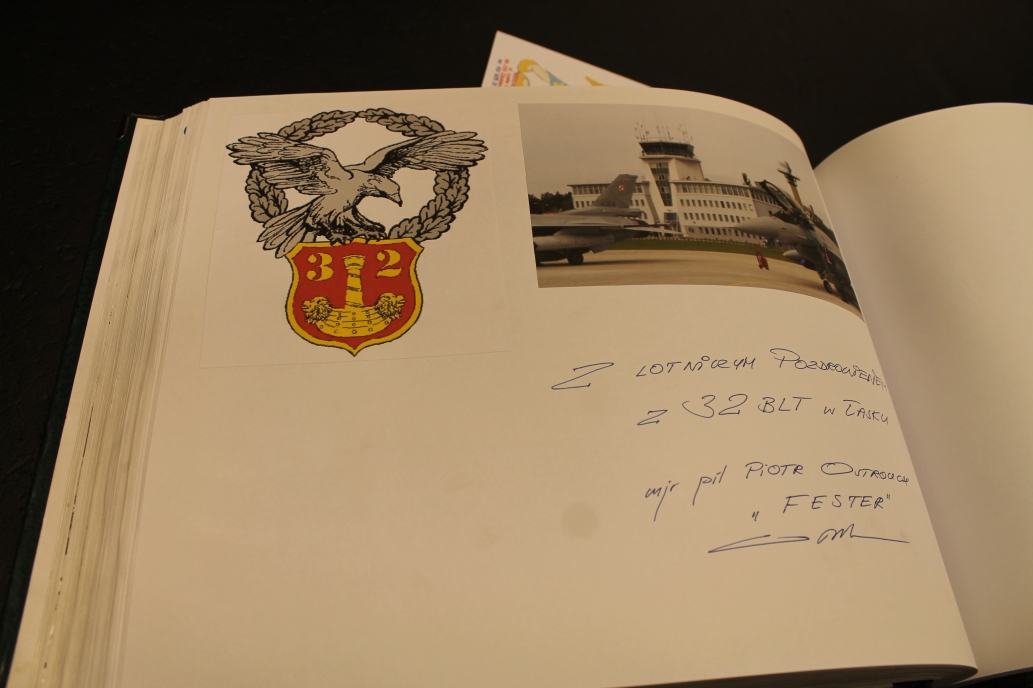 32
Z LOTNICZYM POZDROWIENIEM
Z 32 BLT w ŁASKU
mjr pil PIOTR OSTROUCH
„FESTER"